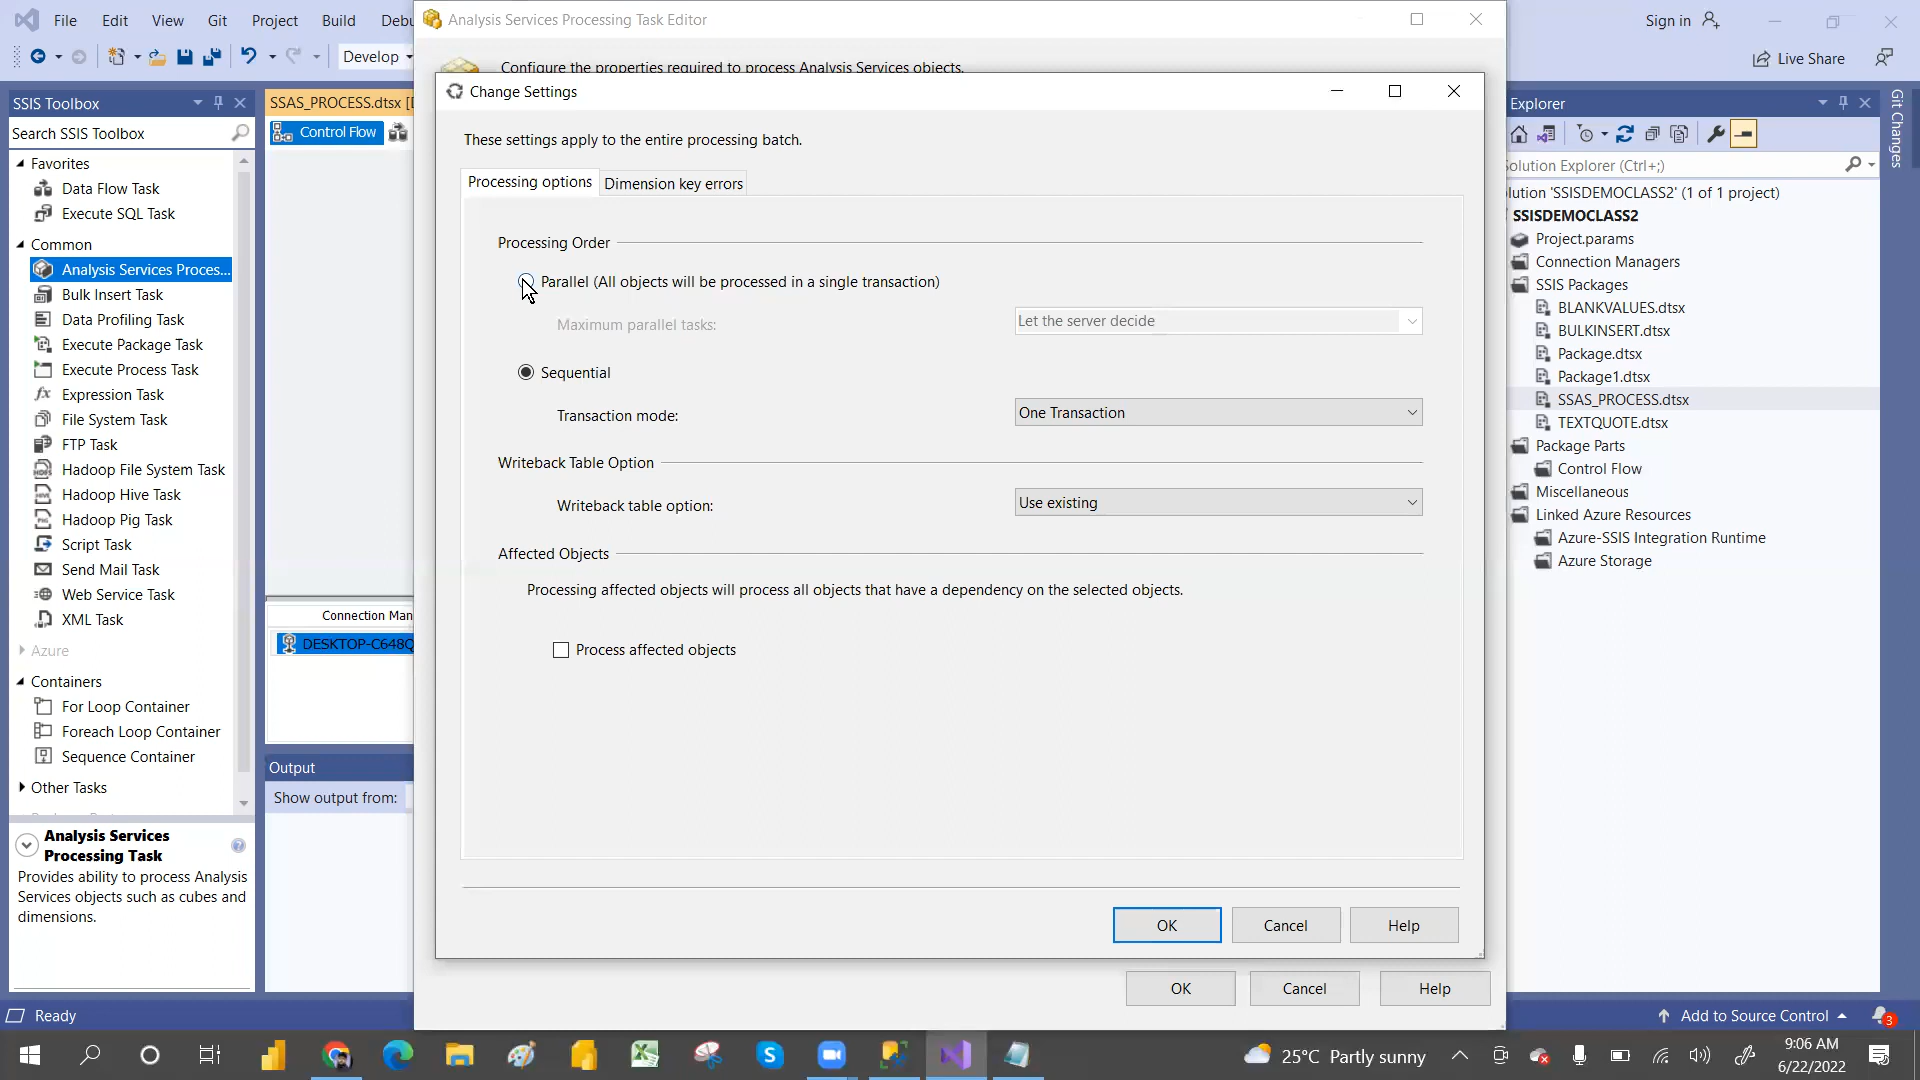 File Edit View Git Project Build Debu
Analysis Services Processing Task Editor
Sign in
Develop
Live Share
Configure the properties required to process Analysis Services objects.
SSIS Toolbox
Search SSIS Toolbox
Favorites
Data Flow Task
Execute SQL Task
Common
Analysis Services Proces...
Bulk Insert Task
Data Profiling Task
Execute Package Task
Execute Process Task
Expression Task
File System Task
FTP Task
Hadoop File System Task
Hadoop Hive Task
Hadoop Pig Task
Script Task
Send Mail Task
Web Service Task
XML Task
Azure
Containers
For Loop Container
Foreach Loop Container
Sequence Container
Other Tasks
Analysis Services
Processing Task
Provides ability to process Analysis
Services objects such as cubes and
dimensions.
SSAS_PROCESS.dtsx [
Control Flow
Connection Man
DESKTOP-C648Q
Output
Show output from:
Change Settings
These settings apply to the entire processing batch.
Processing options Dimension key errors
Processing Order
Parallel (All objects will be processed in a single transaction)
Maximum parallel tasks: Let the server decide
Sequential
Transaction mode: One Transaction
Writeback Table Option
Writeback table option: Use existing
Affected Objects
Processing affected objects will process all objects that have a dependency on the selected objects.
Process affected objects
OK Cancel Help
OK Cancel Help
Explorer
olution Explorer (Ctrl+;)
lution 'SSISDEMOCLASS2' (1 of 1 project)
SSISDEMOCLASS2
Project.params
Connection Managers
SSIS Packages
BLANKVALUES.dtsx
BULKINSERT.dtsx
Package.dtsx
Package1.dtsx
SSAS_PROCESS.dtsx
TEXTQUOTE.dtsx
Package Parts
Control Flow
Miscellaneous
Linked Azure Resources
Azure-SSIS Integration Runtime
Azure Storage
Git Changes
Ready
Add to Source Control
3
25°C Partly sunny
9:06 AM
6/22/2022